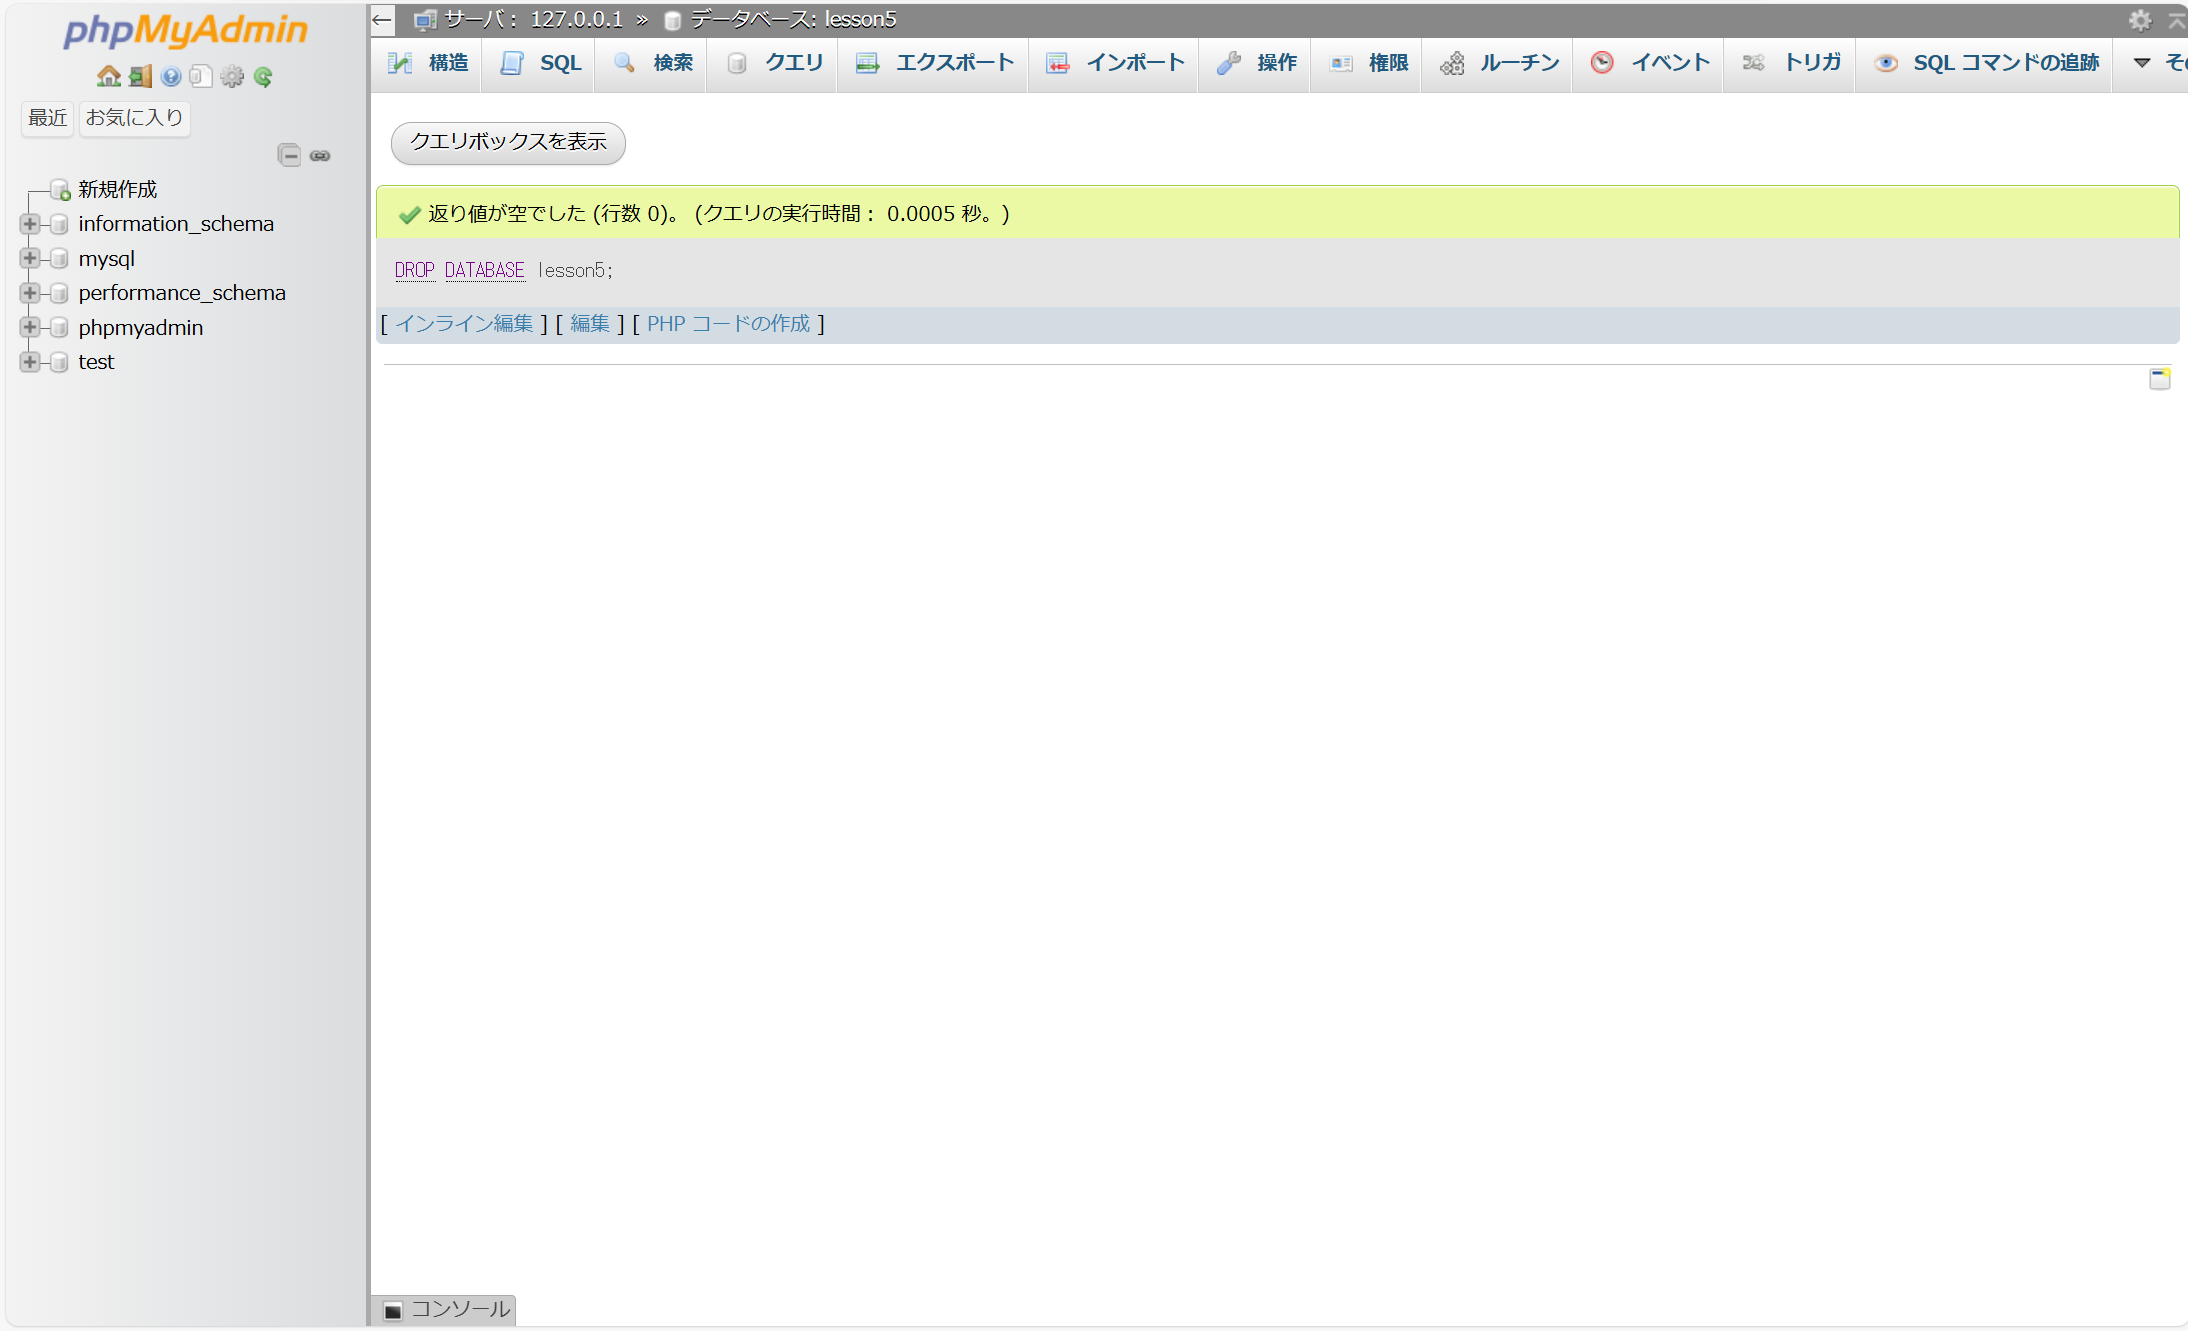 phpMyAdmin
最近 お気に入り
新規作成
information_schema
mysql
performance_schema
phpmyadmin
test
サーバ： 127.0.0.1 » データベース: lesson5
構造 SQL 検索 クエリ エクスポート インポート 操作 権限 ルーチン イベント トリガ SQL コマンドの追跡
クエリボックスを表示
返り値が空でした (行数 0)。 (クエリの実行時間： 0.0005 秒。)
DROP DATABASE lesson5;
[ インライン編集 ] [ 編集 ] [ PHP コードの作成 ]
コンソール